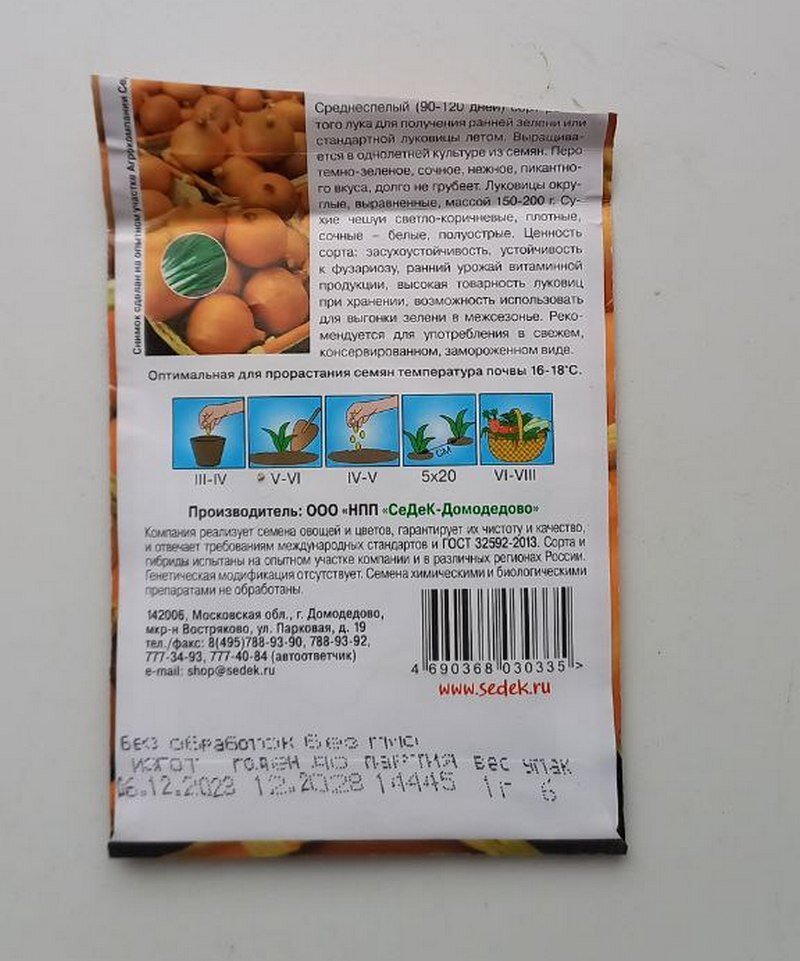 Снимок сделан на опытном участке Агрокомпании
Среднеспелый (90-120 дней) сорт
того лука для получения ранней зелени или
стандартной луковицы летом. Выращива-
ется в однолетней культуре из семян. Перо
темно-зеленое, сочное, нежное, пикантно-
го вкуса, долго не грубеет. Луковицы окру-
глые, выравненные, массой 150-200 г. Су-
хие чешуи светло-коричневые, плотные,
сочные – белые, полуострые. Ценность
сорта: засухоустойчивость, устойчивость
к фузариозу, ранний урожай витаминной
продукции, высокая товарность луковиц
при хранении, возможность использовать
для выгонки зелени в межсезонье. Реко-
мендуется для употребления в свежем,
консервированном, замороженном виде.
Оптимальная для прорастания семян температура почвы 16-18°С.
СМ
III-IV V-VI IV-V 5x20 VI-VIII
Производитель: ООО «НПП «СеДеК-Домодедово»
Компания реализует семена овощей и цветов, гарантирует их чистоту и качество,
и отвечает требованиям международных стандартов и ГОСТ 32592-2013. Сорта и
гибриды испытаны на опытном участке компании и в различных регионах России.
Генетическая модификация отсутствует. Семена химическими и биологическими
препаратами не обработаны.
142006, Московская обл., г. Домодедово,
мкр-н Востряково, ул. Парковая, д. 19
тел./факс: 8(495)788-93-90, 788-93-92,
777-34-93, 777-40-84 (автоответчик)
e-mail: shop@sedek.ru
4 690368 030335 >
www.sedek.ru
Без обработок без гмо
изгот годен до партия вес упак
06.12.2023 12.2028 14445 1г 6